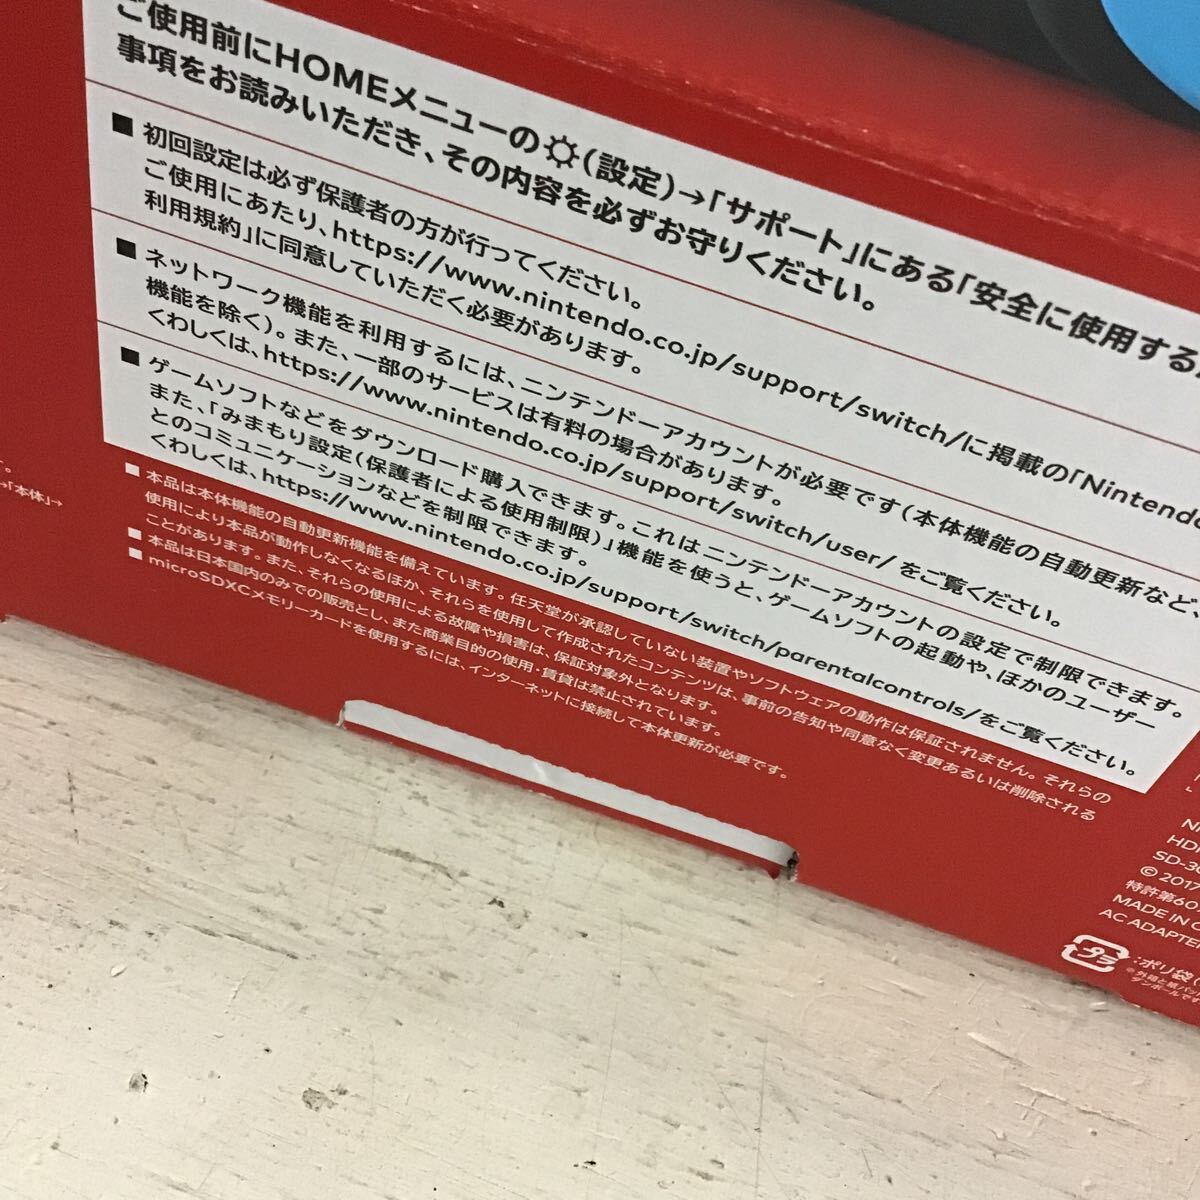 ご使用前にHOMEメニューの(設定)→「サポート」にある「安全に使用する
事項をお読みいただき、その内容を必ずお守りください。
■ 初回設定は必ず保護者の方が行ってください。
ご使用にあたり、https://www.nintendo.co.jp/support/switch/に掲載の「Nintendo
利用規約」に同意していただく必要があります。
■ ネットワーク機能を利用するには、ニンテンドーアカウントが必要です(本体機能の自動更新など、
機能を除く)。また、一部のサービスは有料の場合があります。
くわしくは、https://www.nintendo.co.jp/support/switch/user/ をご覧ください。
■ ゲームソフトなどをダウンロード購入できます。これはニンテンドーアカウントの設定で制限できます。
また、「みまもり設定(保護者による使用制限)」機能を使うと、ゲームソフトの起動や、ほかのユーザー
とのコミュニケーションなどを制限できます。
くわしくは、https://www.nintendo.co.jp/support/switch/parentalcontrols/をご覧ください。
■ 本品は本体機能の自動更新機能を備えています。任天堂が承認していない装置やソフトウェアの動作は保証されません。それらの
使用により本品が動作しなくなるほか、それらを使用して作成されたコンテンツは、事前の告知や同意なく変更あるいは削除される
ことがあります。また、それらの使用による故障や損害は、保証対象外となります。
■ 本品は日本国内のみでの販売とし、また商業目的の使用・賃貸は禁止されています。
■ microSDXCメモリーカードを使用するには、インターネットに接続して本体更新が必要です。
「本体」→
© 2017
MADE IN C
AC ADAPTE
プラ
:ポリ袋(